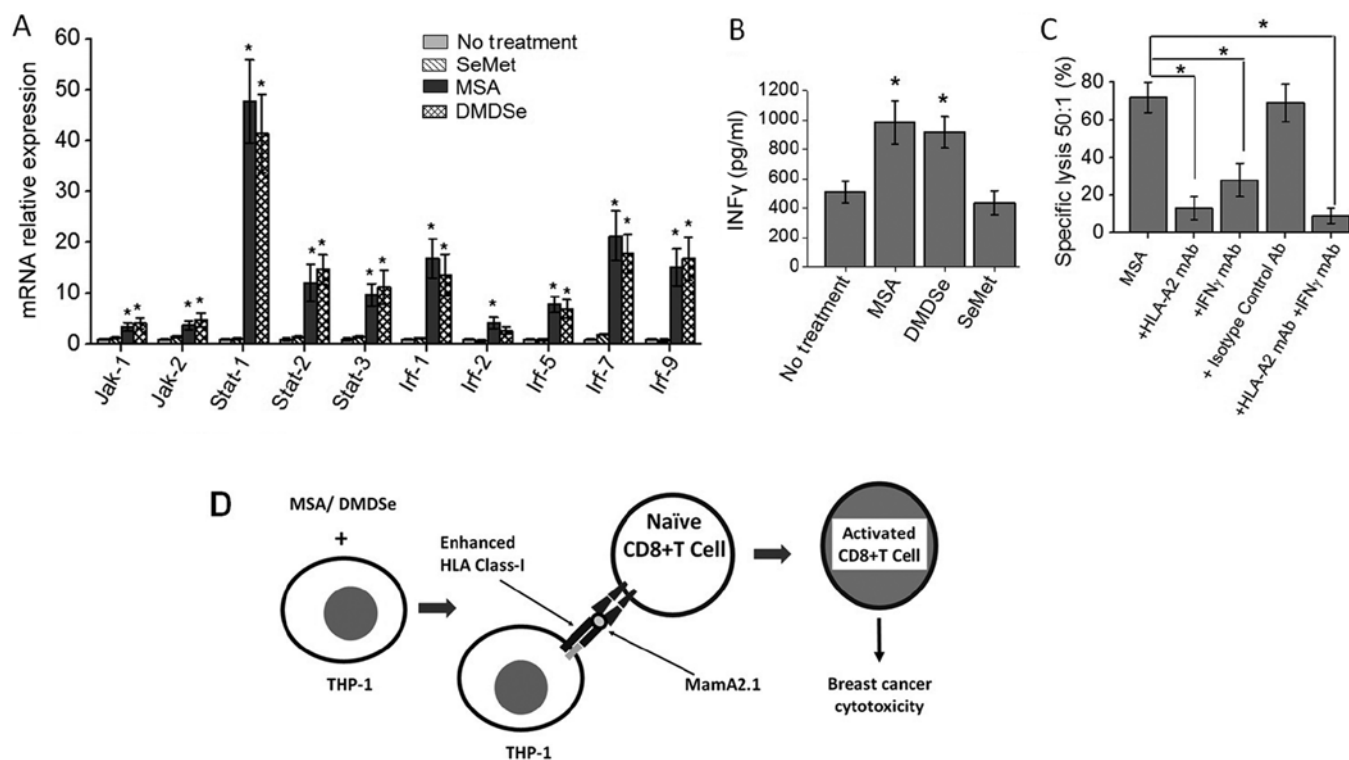 A
mRNA relative expression
60
50
40
30
20
10
0
No treatment
SeMet
MSA
DMDSe
* * * * * * * * * * * * * * * * * * *
Jak-1
Jak-2
Stat-1
Stat-2
Stat-3
Irf-1
Irf-2
Irf-5
Irf-7
Irf-9
B
INFγ (pg/ml)
1200
1000
800
600
400
200
0
* *
No treatment
MSA
DMDSe
SeMet
C
Specific lysis 50:1 (%)
80
60
40
20
0
*
*
*
MSA
+HLA-A2 mAb
+IFNγ mAb
+ Isotype Control Ab
+HLA-A2 mAb +IFNγ mAb
D
MSA/ DMDSe
+
THP-1
Enhanced
HLA Class-I
Naïve
CD8+T Cell
MamA2.1
THP-1
Activated
CD8+T Cell
Breast cancer
cytotoxicity